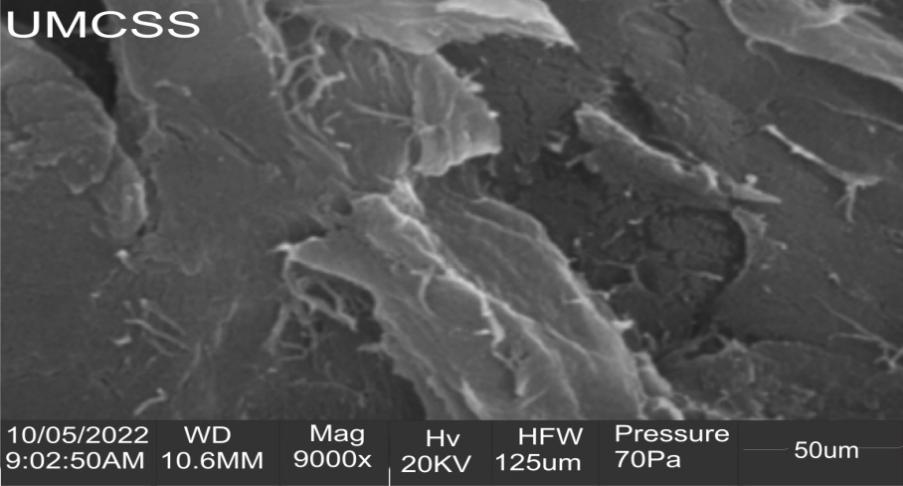 UMCSS
10/05/2022 WD Mag Hv HFW Pressure
9:02:50AM 10.6MM 9000x 20KV 125um 70Pa 50um